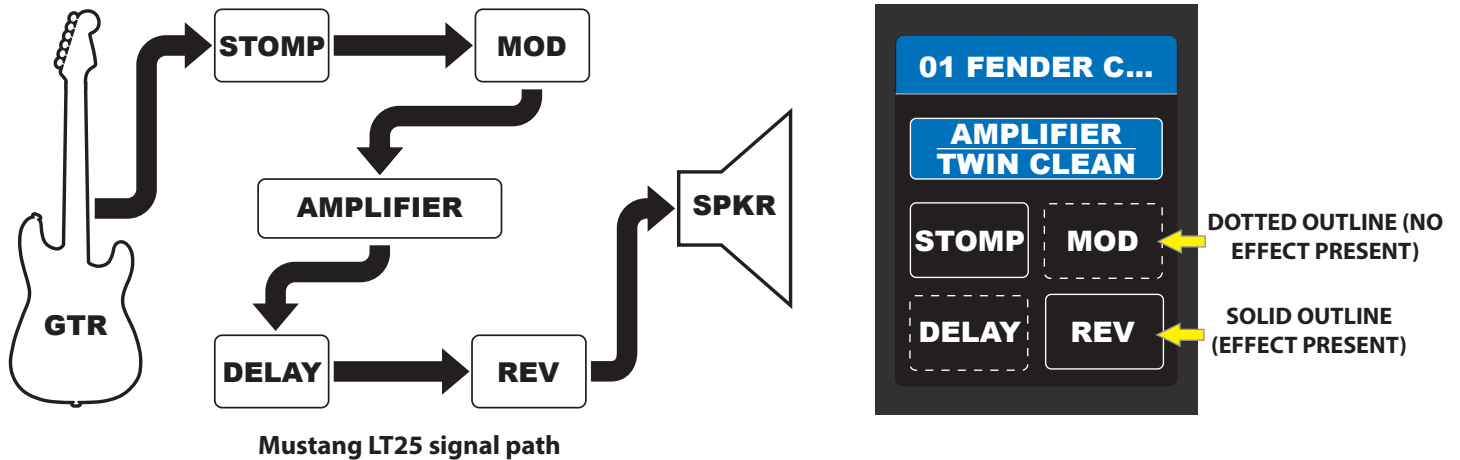 GTR
STOMP
MOD
AMPLIFIER
DELAY
REV
SPKR
Mustang LT25 signal path
01 FENDER C...
AMPLIFIER
TWIN CLEAN
STOMP
MOD
DELAY
REV
DOTTED OUTLINE (NO
EFFECT PRESENT)
SOLID OUTLINE
(EFFECT PRESENT)